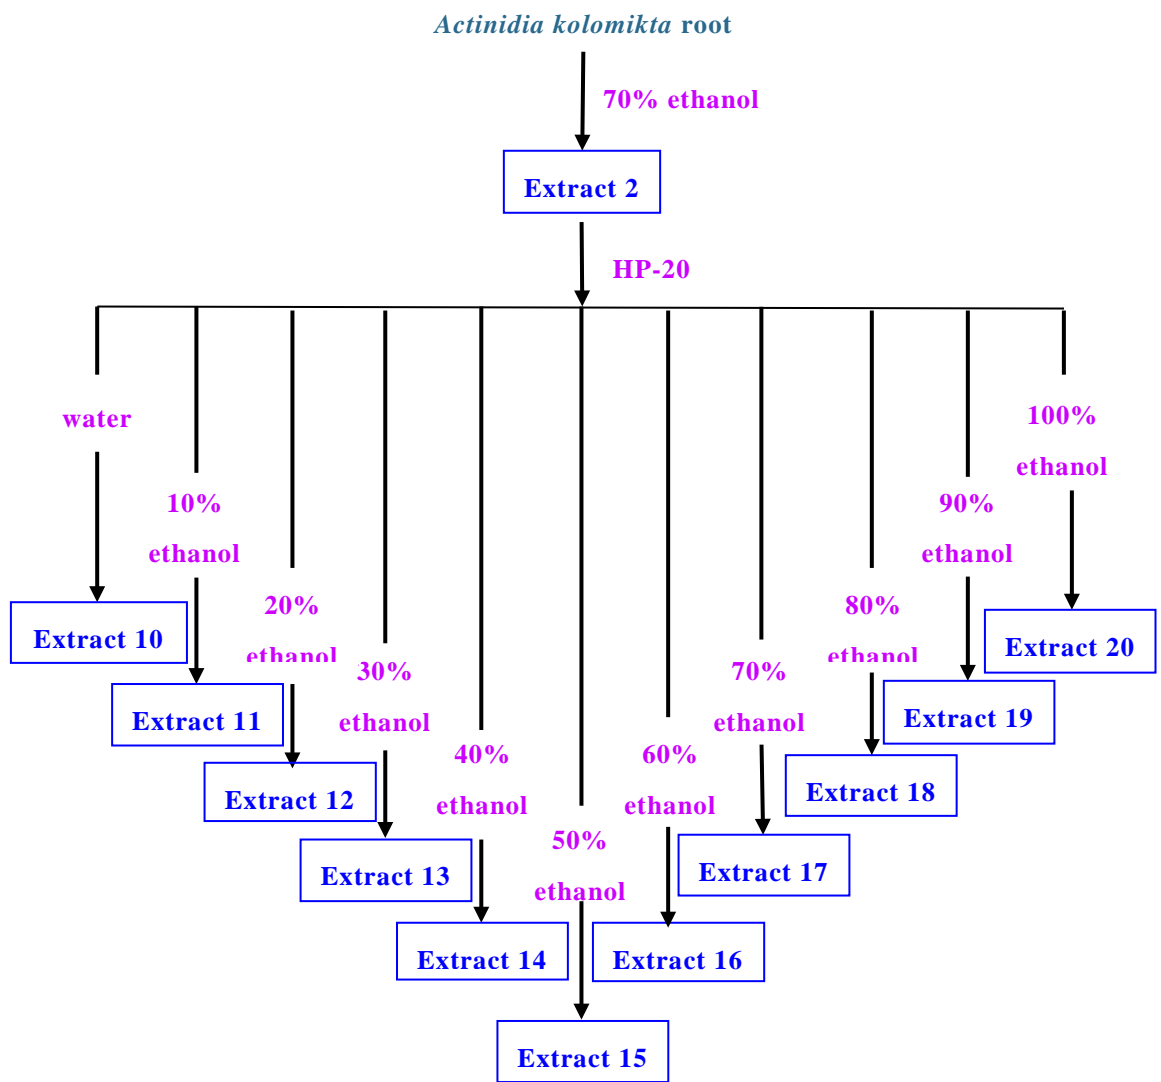 Actinidia kolomikta root
70% ethanol
Extract 2
HP-20
water
10%
ethanol
20%
ethanol
30%
ethanol
40%
ethanol
50%
ethanol
60%
ethanol
70%
ethanol
80%
ethanol
90%
ethanol
100%
ethanol
Extract 10
Extract 11
Extract 12
Extract 13
Extract 14
Extract 15
Extract 16
Extract 17
Extract 18
Extract 19
Extract 20